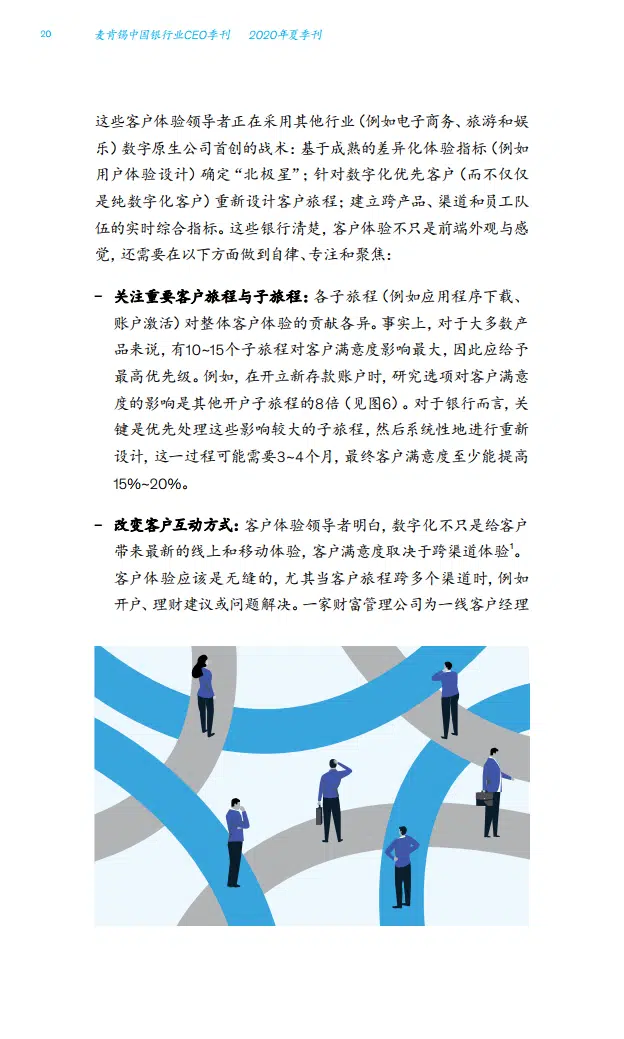 20
麦肯锡中国银行业CEO季刊 2020年夏季刊
这些客户体验领导者正在采用其他行业（例如电子商务、旅游和娱
乐）数字原生公司首创的战术：基于成熟的差异化体验指标（例如
用户体验设计）确定“北极星”；针对数字化优先客户（而不仅仅
是纯数字化客户）重新设计客户旅程；建立跨产品、渠道和员工队
伍的实时综合指标。这些银行清楚，客户体验不只是前端外观与感
觉，还需要在以下方面做到自律、专注和聚焦：
– 关注重要客户旅程与子旅程：各子旅程（例如应用程序下载、
账户激活）对整体客户体验的贡献各异。事实上，对于大多数产
品来说，有10~15个子旅程对客户满意度影响最大，因此应给予
最高优先级。例如，在开立新存款账户时，研究选项对客户满意
度的影响是其他开户子旅程的8倍（见图6）。对于银行而言，关
键是优先处理这些影响较大的子旅程，然后系统性地进行重新
设计，这一过程可能需要3~4个月，最终客户满意度至少能提高
15%~20%。
– 改变客户互动方式：客户体验领导者明白，数字化不只是给客户
带来最新的线上和移动体验，客户满意度取决于跨渠道体验¹。
客户体验应该是无缝的，尤其当客户旅程跨多个渠道时，例如
开户、理财建议或问题解决。一家财富管理公司为一线客户经理